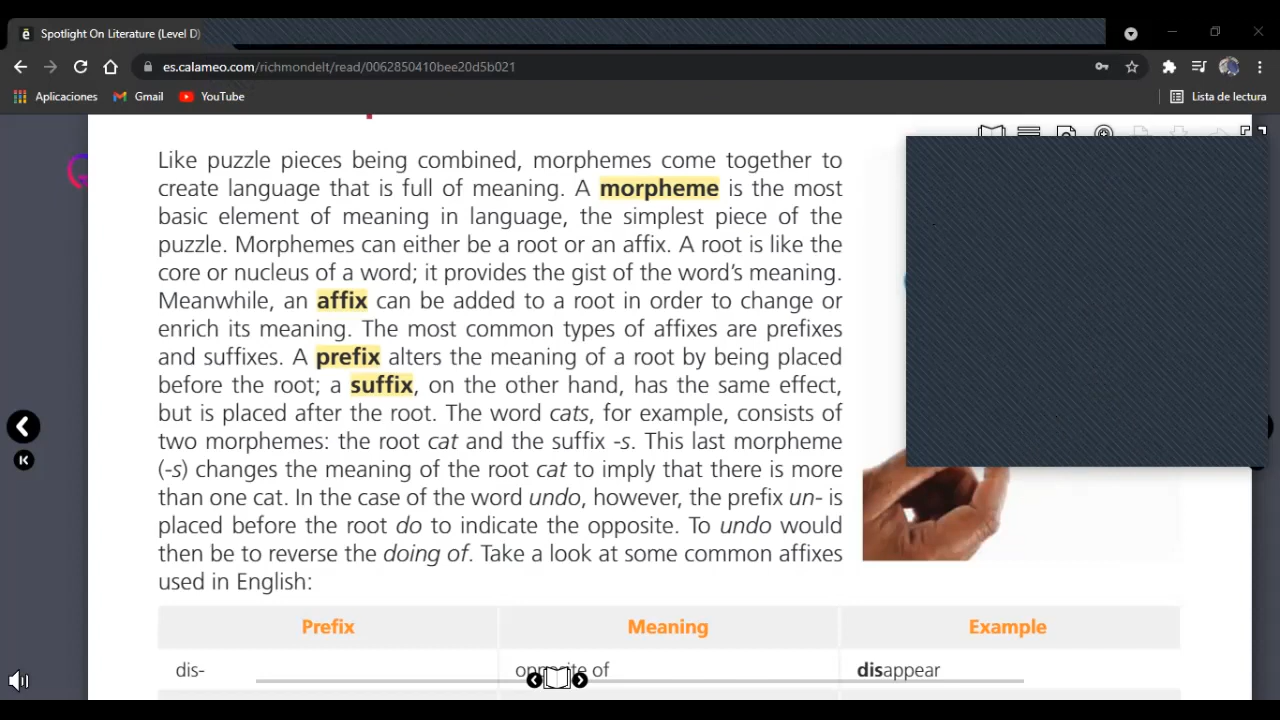 Spotlight On Literature (Level D)
es.calameo.com/richmondelt/read/0062850410bee20d5b021
Aplicaciones Gmail YouTube Lista de lectura
Like puzzle pieces being combined, morphemes come together to
create language that is full of meaning. A morpheme is the most
basic element of meaning in language, the simplest piece of the
puzzle. Morphemes can either be a root or an affix. A root is like the
core or nucleus of a word; it provides the gist of the word's meaning.
Meanwhile, an affix can be added to a root in order to change or
enrich its meaning. The most common types of affixes are prefixes
and suffixes. A prefix alters the meaning of a root by being placed
before the root; a suffix, on the other hand, has the same effect,
but is placed after the root. The word cats, for example, consists of
two morphemes: the root cat and the suffix -s. This last morpheme
(-s) changes the meaning of the root cat to imply that there is more
than one cat. In the case of the word undo, however, the prefix un- is
placed before the root do to indicate the opposite. To undo would
then be to reverse the doing of. Take a look at some common affixes
used in English:
Prefix Meaning Example
dis- opposite of disappear